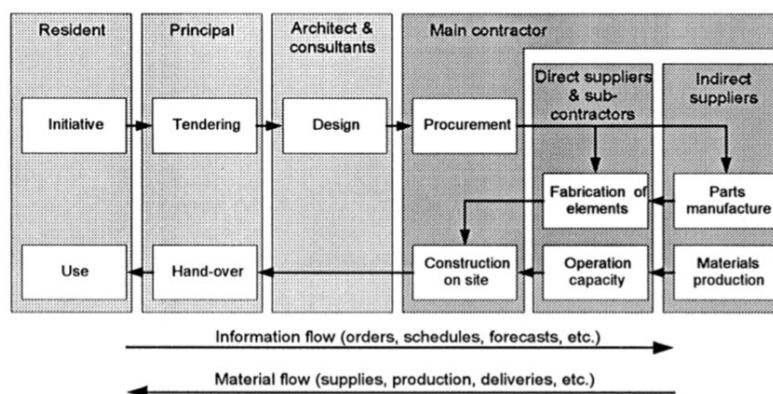 Resident
Principal
Architect &
consultants
Main contractor
Direct suppliers
& sub-
contractors
Indirect
suppliers
Initiative
Tendering
Design
Procurement
Fabrication of
elements
Parts
manufacture
Use
Hand-over
Construction
on site
Operation
capacity
Materials
production
Information flow (orders, schedules, forecasts, etc.)
Material flow (supplies, production, deliveries, etc.)